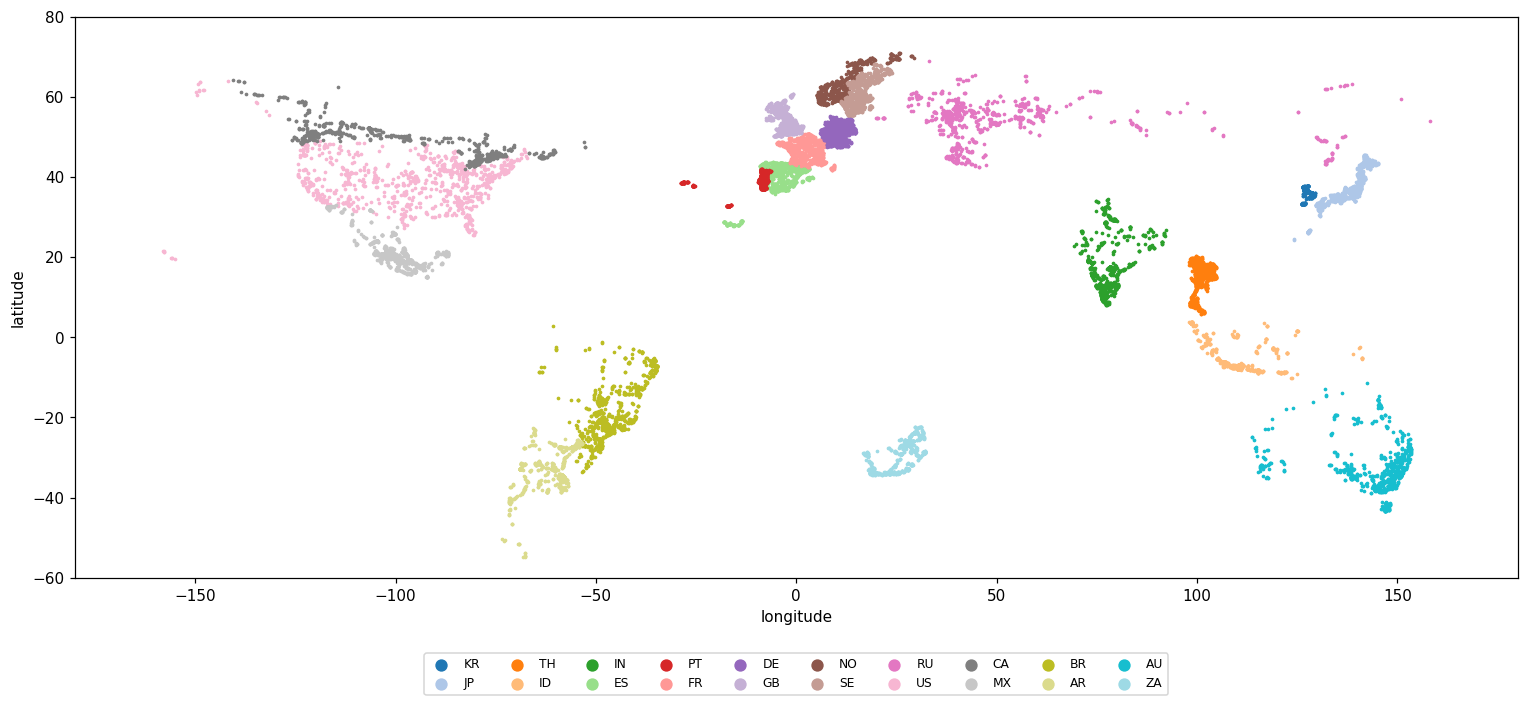 80
60
40
20
0
−20
−40
−60
latitude
−150 −100 −50 0 50 100 150
longitude
KR TH IN PT DE NO RU CA BR AU
JP ID ES FR GB SE US MX AR ZA